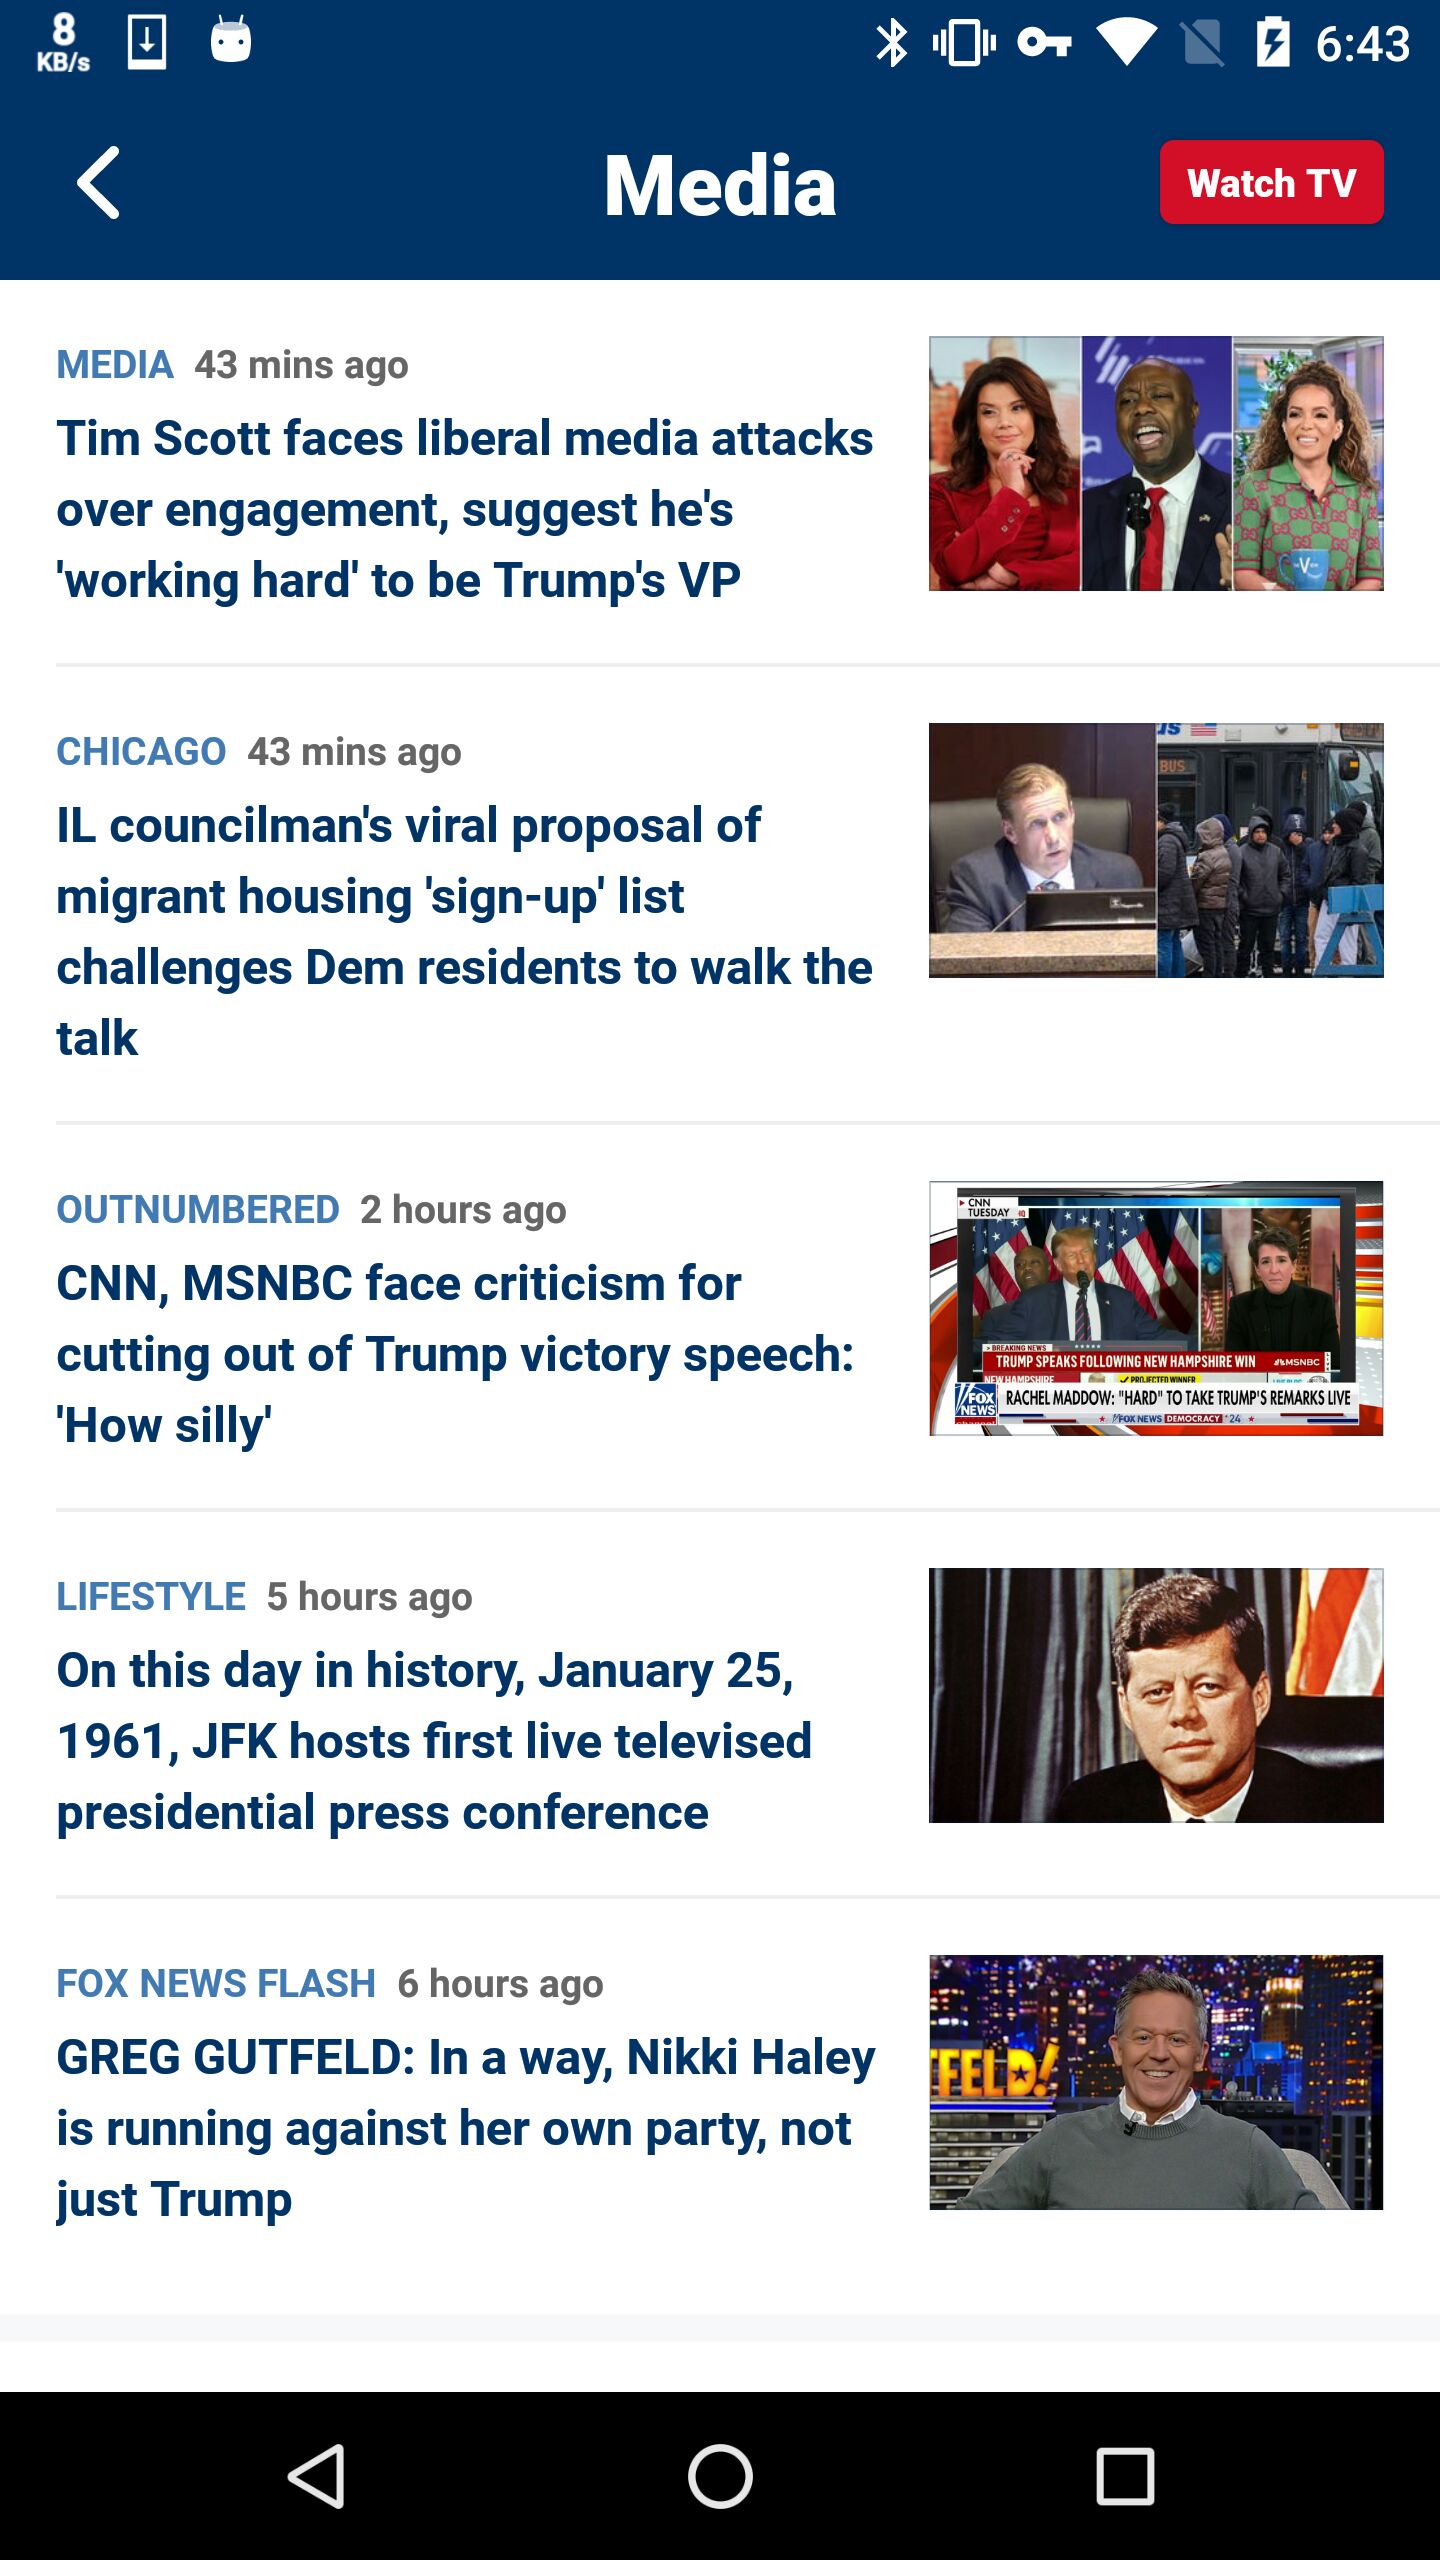 8
KB/s
6:43
Media
Watch TV
MEDIA 43 mins ago
Tim Scott faces liberal media attacks
over engagement, suggest he's
'working hard' to be Trump's VP
CHICAGO 43 mins ago
IL councilman's viral proposal of
migrant housing 'sign-up' list
challenges Dem residents to walk the
talk
BUS
OUTNUMBERED 2 hours ago
CNN, MSNBC face criticism for
cutting out of Trump victory speech:
'How silly'
CNN
TUESDAY
BREAKING NEWS
TRUMP SPEAKS FOLLOWING NEW HAMPSHIRE WIN MSNBC
NEW HAMPSHIRE PROJECTED WINNER
FOX NEWS channel
RACHEL MADDOW: "HARD" TO TAKE TRUMP'S REMARKS LIVE
FOX NEWS DEMOCRACY '24
LIFESTYLE 5 hours ago
On this day in history, January 25,
1961, JFK hosts first live televised
presidential press conference
FOX NEWS FLASH 6 hours ago
GREG GUTFELD: In a way, Nikki Haley
is running against her own party, not
just Trump
TFELD!